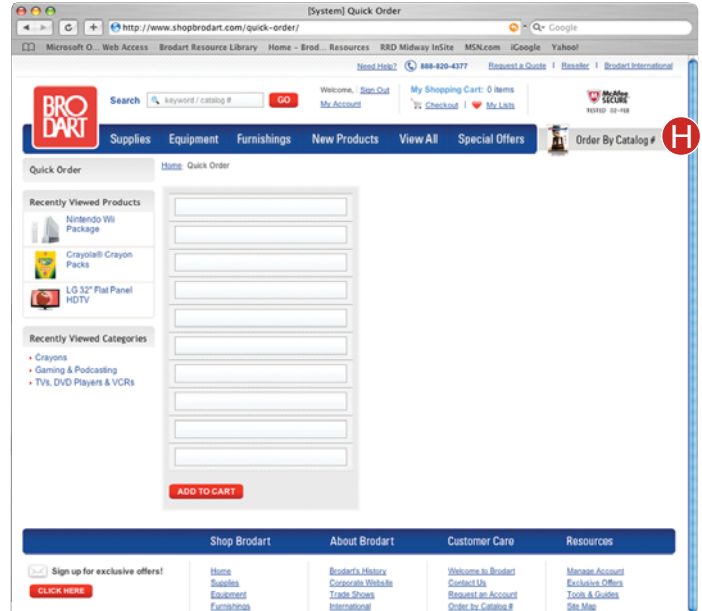 [System] Quick Order
http://www.shopbrodart.com/quick-order/
Google
Microsoft O... Web Access Brodart Resource Library Home – Brod... Resources RRD Midway InSite MSN.com iGoogle Yahoo!
Need Help? 888-820-4377 Request a Quote | Reseller | Brodart International
BRO
DART
Search keyword / catalog # GO
Welcome, Sign Out
My Account
My Shopping Cart: 0 items
Checkout | My Lists
McAfee
SECURE
TESTED 02-FEB
Supplies Equipment Furnishings New Products View All Special Offers Order By Catalog # H
Quick Order
Home Quick Order
Recently Viewed Products
Nintendo Wii
Package
Crayola® Crayon
Packs
LG 32" Flat Panel
HDTV
Recently Viewed Categories
Crayons
Gaming & Podcasting
TVs, DVD Players & VCRs
ADD TO CART
Shop Brodart About Brodart Customer Care Resources
Sign up for exclusive offers!
CLICK HERE
Home Brodart's History Welcome to Brodart Manage Account
Supplies Corporate Website Contact Us Exclusive Offers
Equipment Trade Shows Request an Account Tools & Guides
Furnishings International Order by Catalog # Site Map